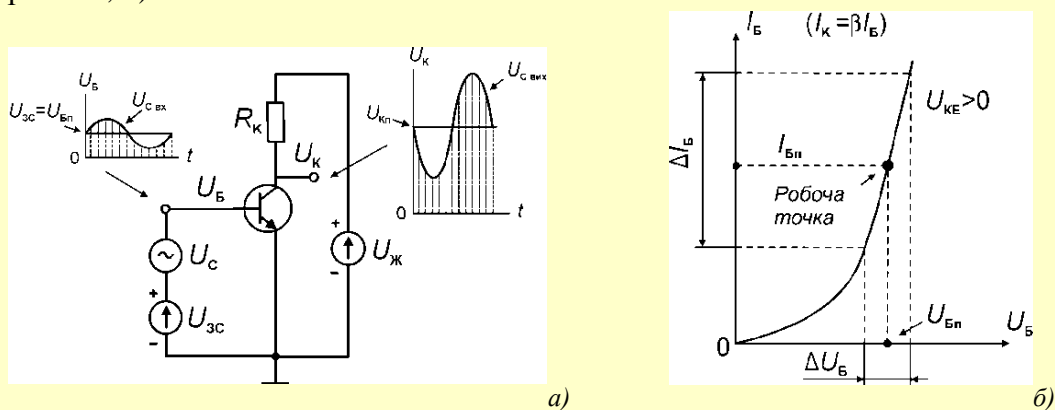 I_Б (I_К =βI_Б)
U_К
U_Б
U_С вх
U_С вих
U_ЗС=U_Бп
U_Кп
R_К
U_КЕ>0
0 t
U_К
ΔI_Б
I_Бп
U_Б
Робоча
точка
0 t
U_С
+
U_Ж
-
+
U_ЗС
-
U_Бп
U_Б
0
ΔU_Б
а)
б)